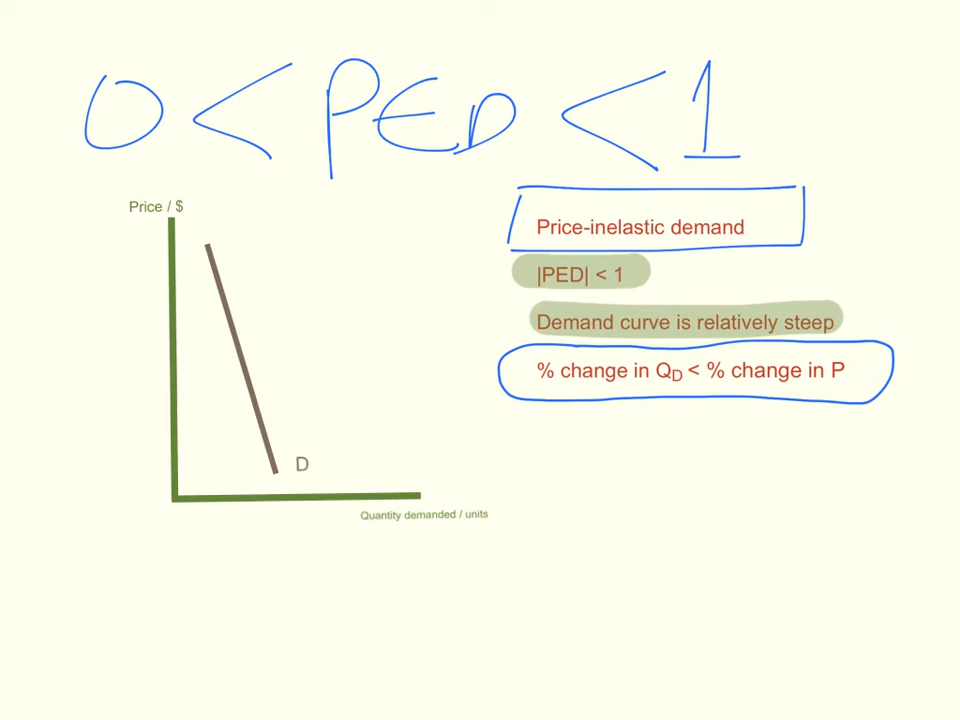 0 < PED < 1
Price / $
Price-inelastic demand
|PED| < 1
Demand curve is relatively steep
% change in QD < % change in P
D
Quantity demanded / units